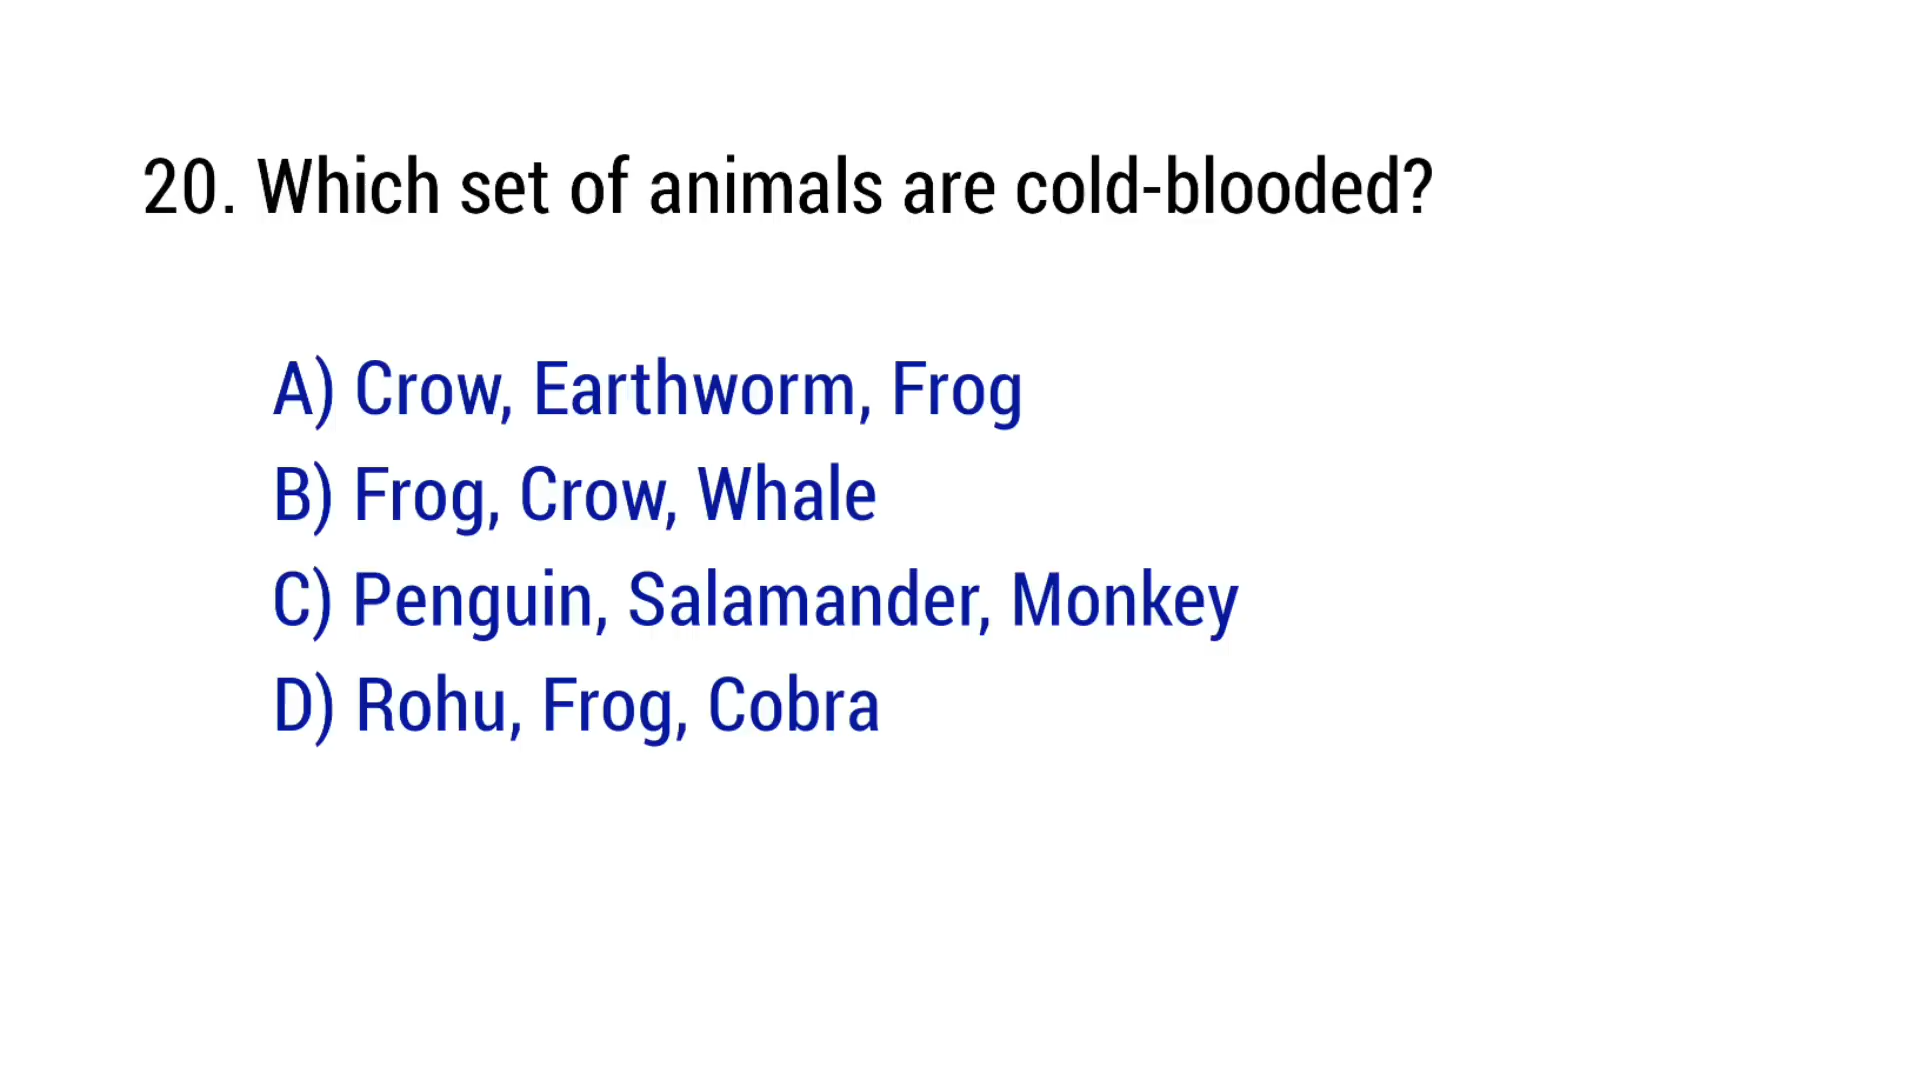 20. Which set of animals are cold-blooded?
A) Crow, Earthworm, Frog
B) Frog, Crow, Whale
C) Penguin, Salamander, Monkey
D) Rohu, Frog, Cobra